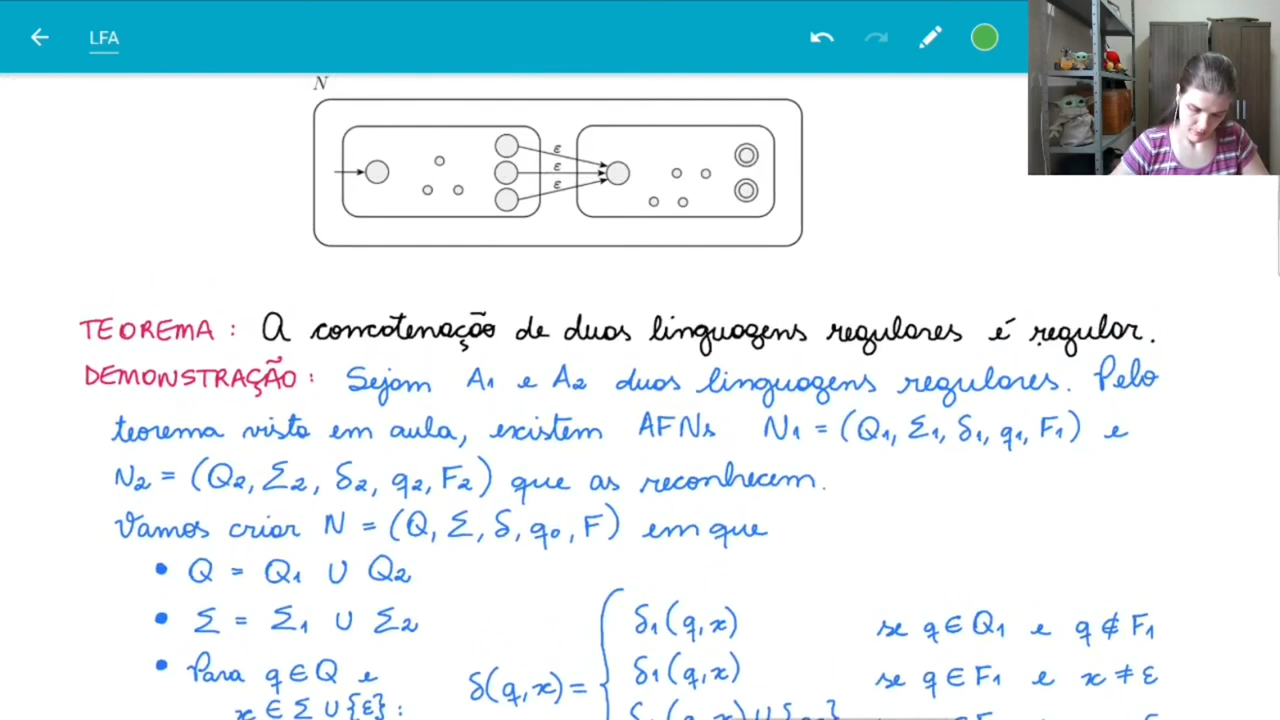 LFA
N
ε
ε
ε
TEOREMA: A concatenação de duas linguagens regulares é regular.
DEMONSTRAÇÃO: Sejam A1 e A2 duas linguagens regulares. Pelo
teorema visto em aula, existem AFNs N1 = (Q1, Σ1, δ1, q1, F1) e
N2 = (Q2, Σ2, δ2, q2, F2) que as reconhecem.
Vamos criar N = (Q, Σ, δ, q0, F) em que
• Q = Q1 ∪ Q2
• Σ = Σ1 ∪ Σ2
• Para q ∈ Q e
x ∈ Σ ∪ {ε}:
δ(q,x) =
δ1(q,x) se q ∈ Q1 e q ∉ F1
δ1(q,x) se q ∈ F1 e x ≠ ε